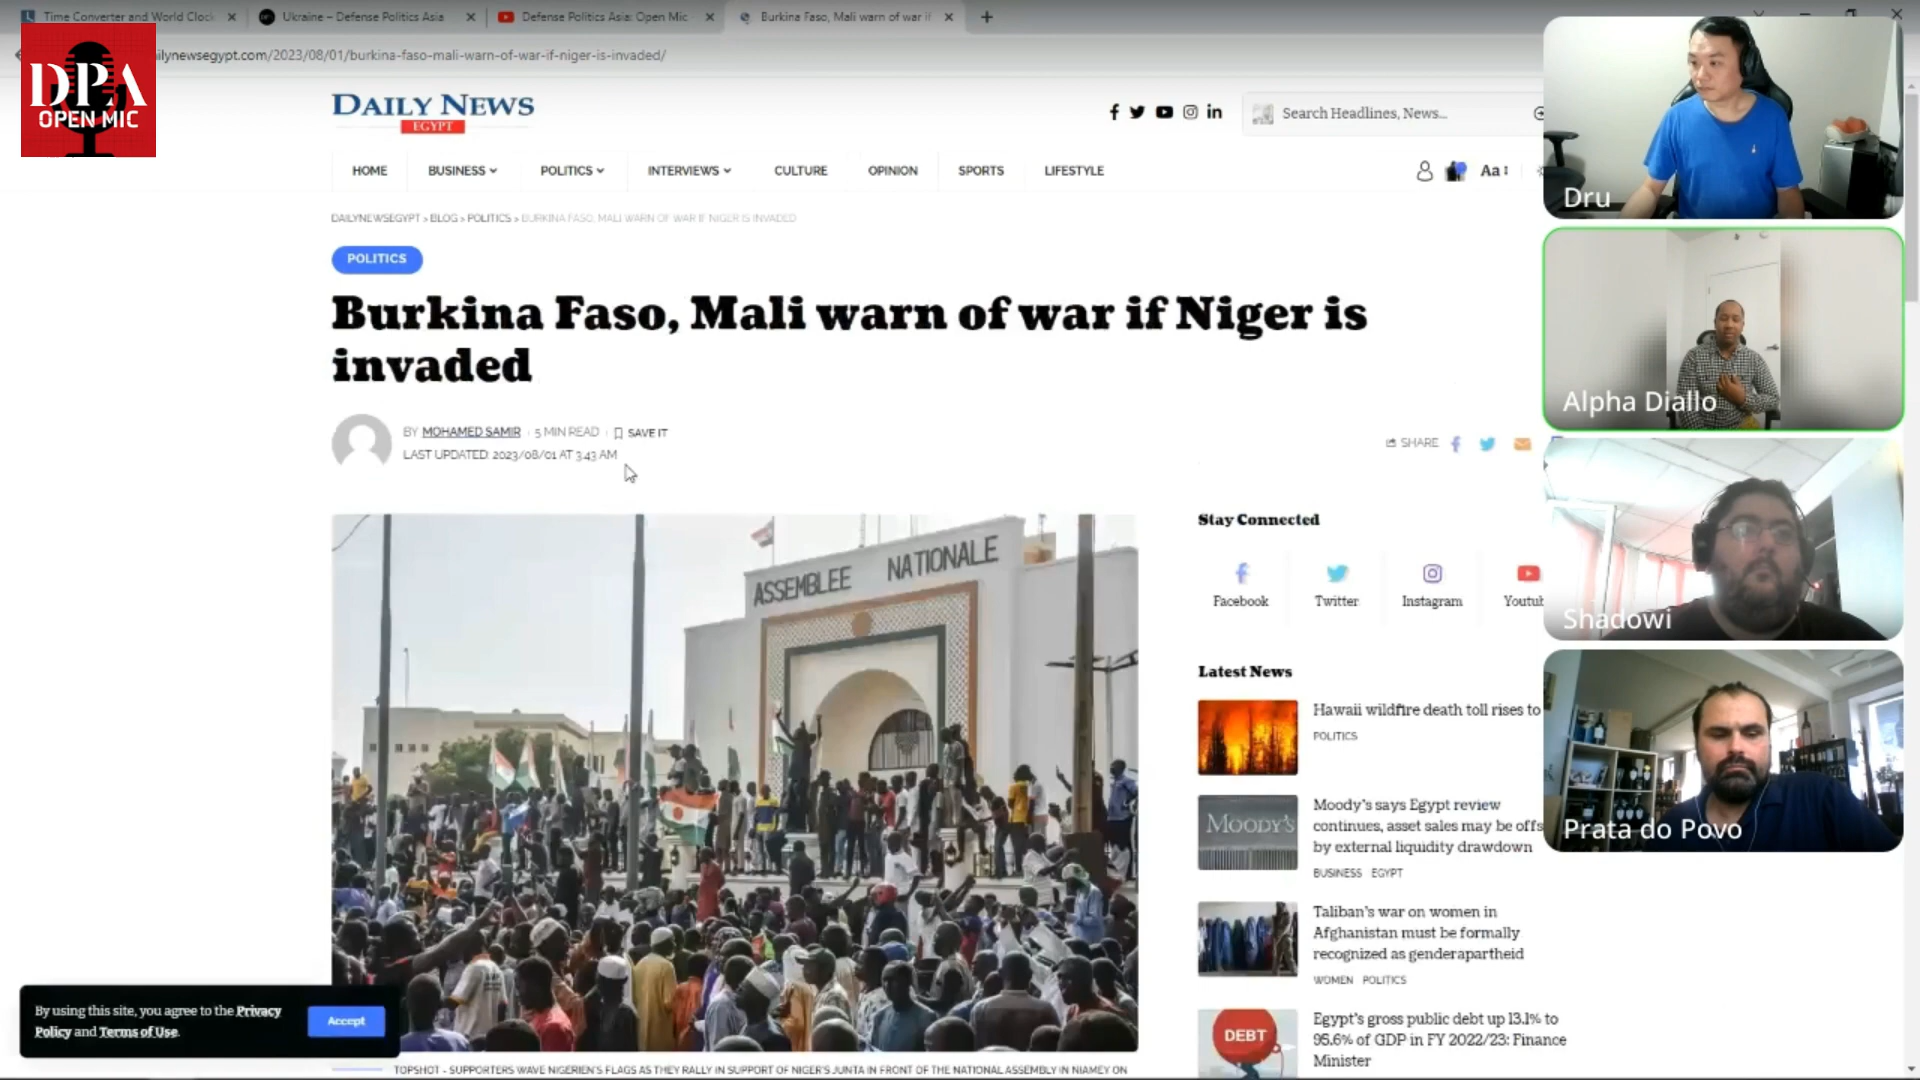 Time Converter and World Clock
Ukraine – Defense Politics Asia
Defense Politics Asia: Open Mic
Burkina Faso, Mali warn of war if
ilynewsegypt.com/2023/08/01/burkina-faso-mali-warn-of-war-if-niger-is-invaded/
DPA
OPEN MIC
DAILY NEWS
EGYPT
Search Headlines, News...
HOME
BUSINESS
POLITICS
INTERVIEWS
CULTURE
OPINION
SPORTS
LIFESTYLE
Aa
DAILYNEWSEGYPT > BLOG > POLITICS > BURKINA FASO, MALI WARN OF WAR IF NIGER IS INVADED
POLITICS
Burkina Faso, Mali warn of war if Niger is
invaded
BY MOHAMED SAMIR
5 MIN READ
SAVE IT
LAST UPDATED: 2023/08/01 AT 3:43 AM
SHARE
ASSEMBLEE NATIONALE
TOPSHOT - SUPPORTERS WAVE NIGERIEN'S FLAGS AS THEY RALLY IN SUPPORT OF NIGER'S JUNTA IN FRONT OF THE NATIONAL ASSEMBLY IN NIAMEY ON
Stay Connected
Facebook
Twitter
Instagram
Youtub
Latest News
Hawaii wildfire death toll rises to
POLITICS
MOODY'S
Moody's says Egypt review
continues, asset sales may be offs
by external liquidity drawdown
BUSINESS EGYPT
Taliban's war on women in
Afghanistan must be formally
recognized as genderapartheid
WOMEN POLITICS
DEBT
Egypt's gross public debt up 13.1% to
95.6% of GDP in FY 2022/23: Finance
Minister
By using this site, you agree to the Privacy
Policy and Terms of Use.
Accept
Dru
Alpha Diallo
Shadowi
Prata do Povo